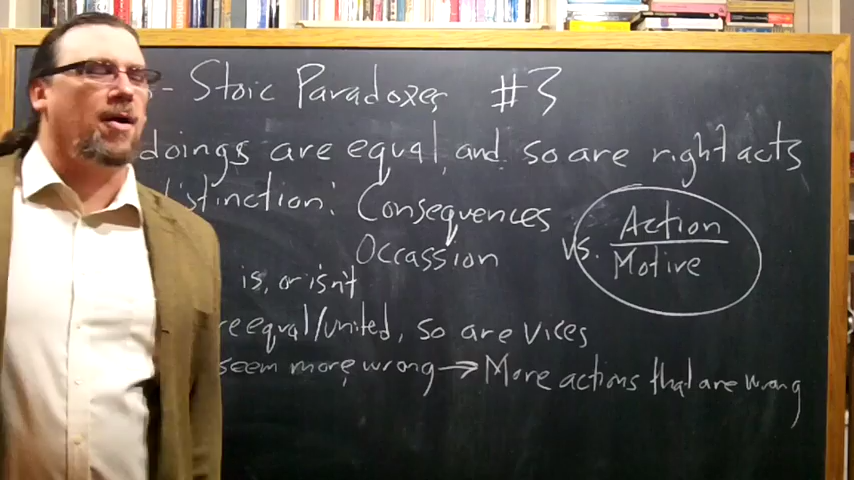 - Stoic Paradoxes #3
doings are equal, and so are right acts
distinction: Consequences vs. Action
Occassion Motive
is, or isn't
re equal/united, so are vices
seem more wrong → More actions that are wrong